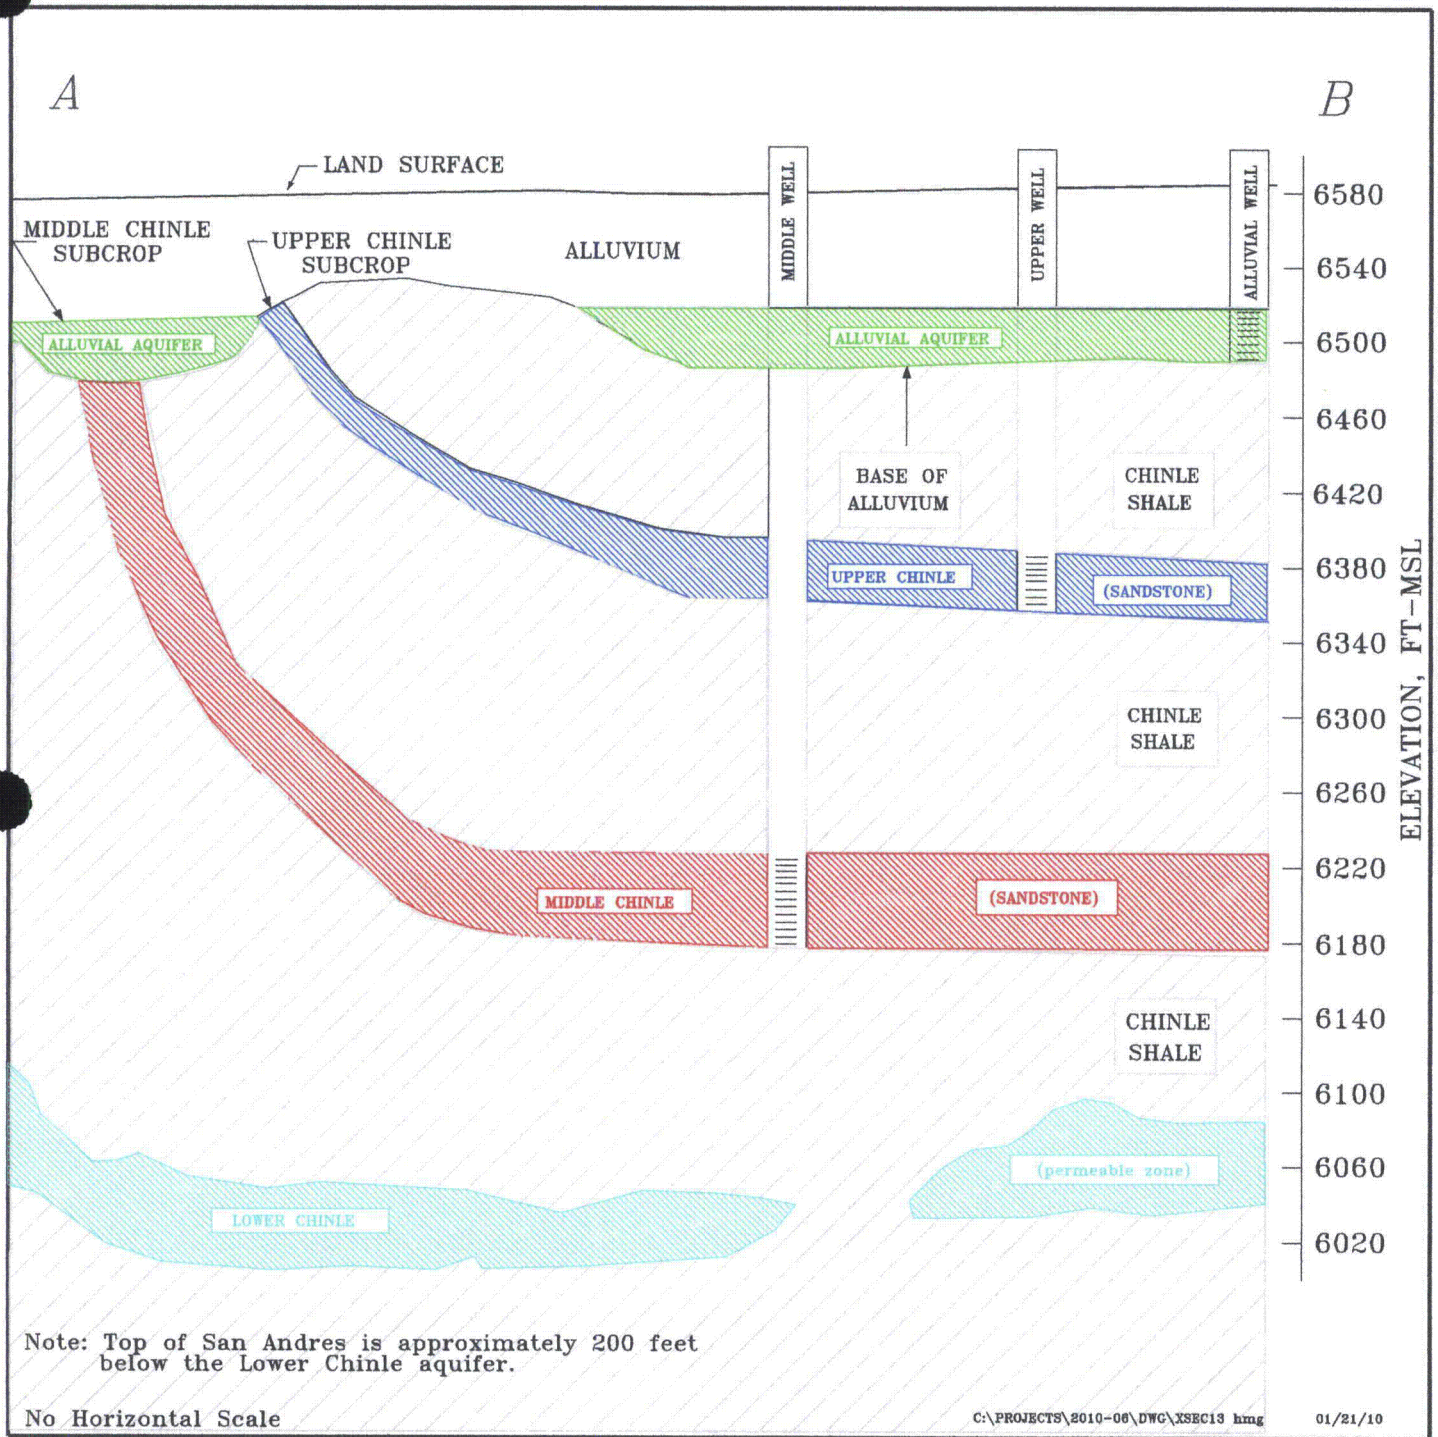 A
B
LAND SURFACE
MIDDLE CHINLE
SUBCROP
UPPER CHINLE
SUBCROP
ALLUVIUM
MIDDLE WELL
UPPER WELL
ALLUVIAL WELL
ALLUVIAL AQUIFER
ALLUVIAL AQUIFER
BASE OF
ALLUVIUM
CHINLE
SHALE
UPPER CHINLE
(SANDSTONE)
CHINLE
SHALE
MIDDLE CHINLE
(SANDSTONE)
CHINLE
SHALE
(permeable zone)
LOWER CHINLE
6580
6540
6500
6460
6420
6380
6340
6300
6260
6220
6180
6140
6100
6060
6020
ELEVATION, FT-MSL
Note: Top of San Andres is approximately 200 feet
below the Lower Chinle aquifer.
No Horizontal Scale
C:\PROJECTS\2010-06\DWG\XSEC13 hmg
01/21/10